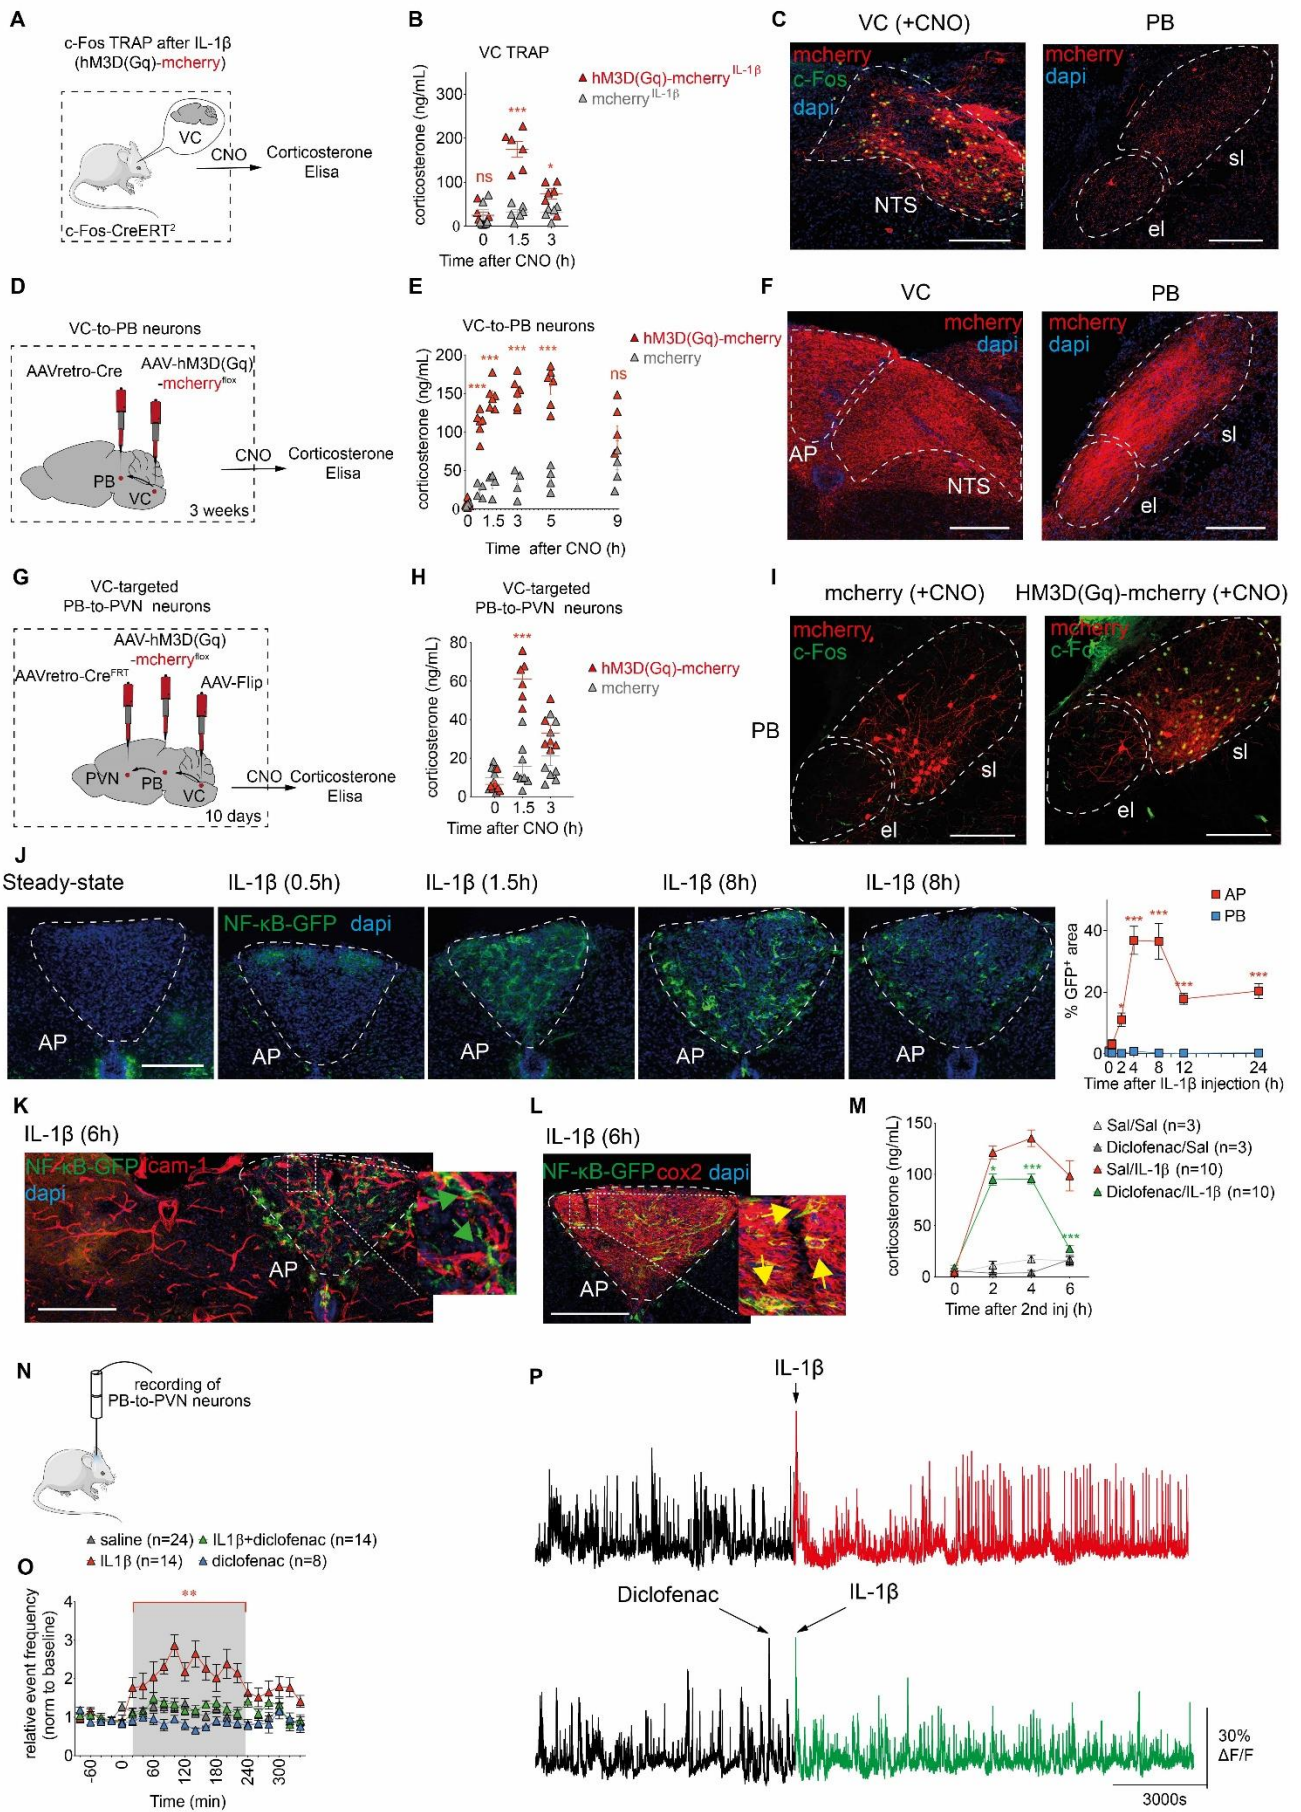 A
c-Fos TRAP after IL-1β
(hM3D(Gq)-mcherry)
VC
CNO
Corticosterone
Elisa
c-Fos-CreERT²
B
VC TRAP
hM3D(Gq)-mcherry^IL-1β
mcherry^IL-1β
corticosterone (ng/mL)
300
200
100
0
ns
***
*
0 1.5 3
Time after CNO (h)
C
VC (+CNO)
mcherry
c-Fos
dapi
NTS
PB
mcherry
dapi
sl
el
D
VC-to-PB neurons
AAVretro-Cre
AAV-hM3D(Gq)
-mcherry^flox
PB
VC
3 weeks
CNO
Corticosterone
Elisa
E
VC-to-PB neurons
hM3D(Gq)-mcherry
mcherry
corticosterone (ng/mL)
200
150
100
50
0
***
***
***
***
ns
0 1.5 3 5 9
Time after CNO (h)
F
VC
mcherry
dapi
AP
NTS
PB
mcherry
dapi
sl
el
G
VC-targeted
PB-to-PVN neurons
AAV-hM3D(Gq)
-mcherry^flox
AAVretro-Cre^FRT
AAV-Flip
PVN
PB
VC
10 days
CNO
Corticosterone
Elisa
H
VC-targeted
PB-to-PVN neurons
hM3D(Gq)-mcherry
mcherry
corticosterone (ng/mL)
80
60
40
20
0
***
0 1.5 3
Time after CNO (h)
I
mcherry (+CNO)
HM3D(Gq)-mcherry (+CNO)
mcherry
c-Fos
PB
sl
el
mcherry
c-Fos
sl
el
J
Steady-state
IL-1β (0.5h)
IL-1β (1.5h)
IL-1β (8h)
IL-1β (8h)
NF-κB-GFP dapi
AP
AP
AP
AP
AP
AP
PB
% GFP⁺ area
40
20
0
*
***
***
***
***
0 2 4 8 12 24
Time after IL-1β injection (h)
K
IL-1β (6h)
NF-κB-GFP Icam-1
dapi
AP
L
IL-1β (6h)
NF-κB-GFP cox2 dapi
AP
M
corticosterone (ng/mL)
150
100
50
0
*
***
***
0 2 4 6
Time after 2nd inj (h)
Sal/Sal (n=3)
Diclofenac/Sal (n=3)
Sal/IL-1β (n=10)
Diclofenac/IL-1β (n=10)
N
recording of
PB-to-PVN neurons
saline (n=24) IL1β+diclofenac (n=14)
IL1β (n=14) diclofenac (n=8)
O
relative event frequency
(norm to baseline)
4
3
2
1
0
**
-60 0 60 120 180 240 300
Time (min)
P
IL-1β
Diclofenac
IL-1β
30%
ΔF/F
3000s